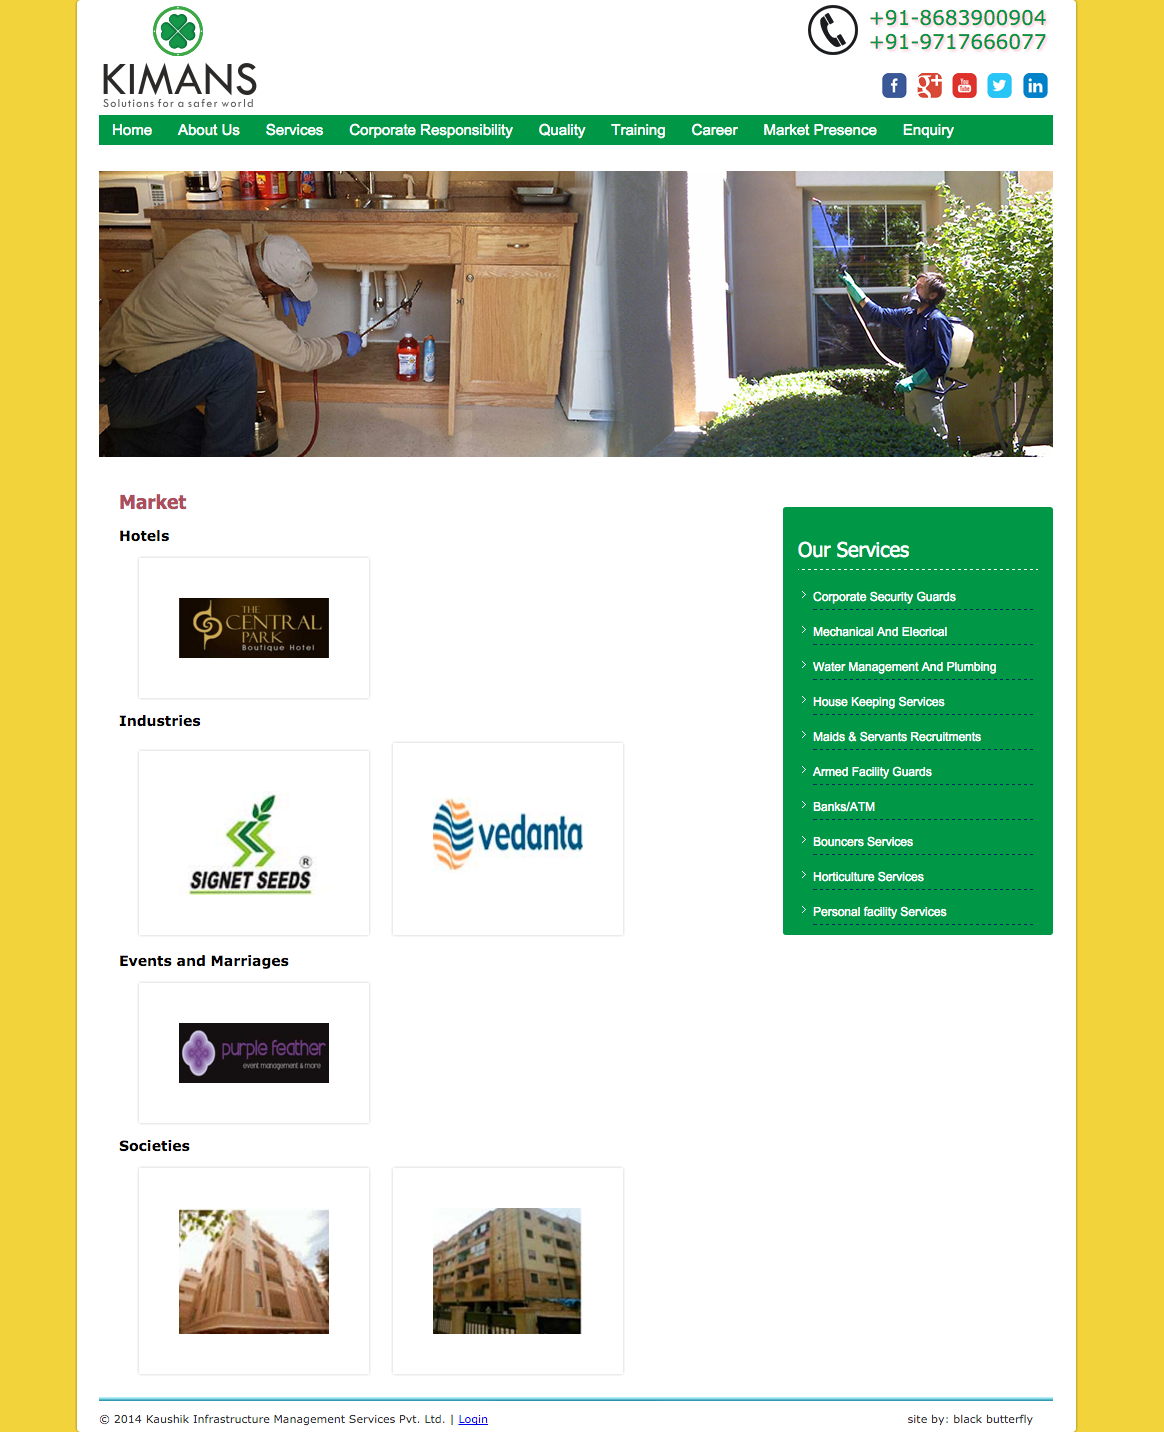 KIMANS
Solutions for a safer world
+91-8683900904
+91-9717666077
f
g+
You Tube
in
Home About Us Services Corporate Responsibility Quality Training Career Market Presence Enquiry
Market
Hotels
THE
CENTRAL
PARK
Boutique Hotel
Industries
SIGNET SEEDS ®
vedanta
Events and Marriages
purple feather
event management & more
Societies
Our Services
Corporate Security Guards
Mechanical And Elecrical
Water Management And Plumbing
House Keeping Services
Maids & Servants Recruitments
Armed Facility Guards
Banks/ATM
Bouncers Services
Horticulture Services
Personal facility Services
© 2014 Kaushik Infrastructure Management Services Pvt. Ltd. | Login
site by: black butterfly